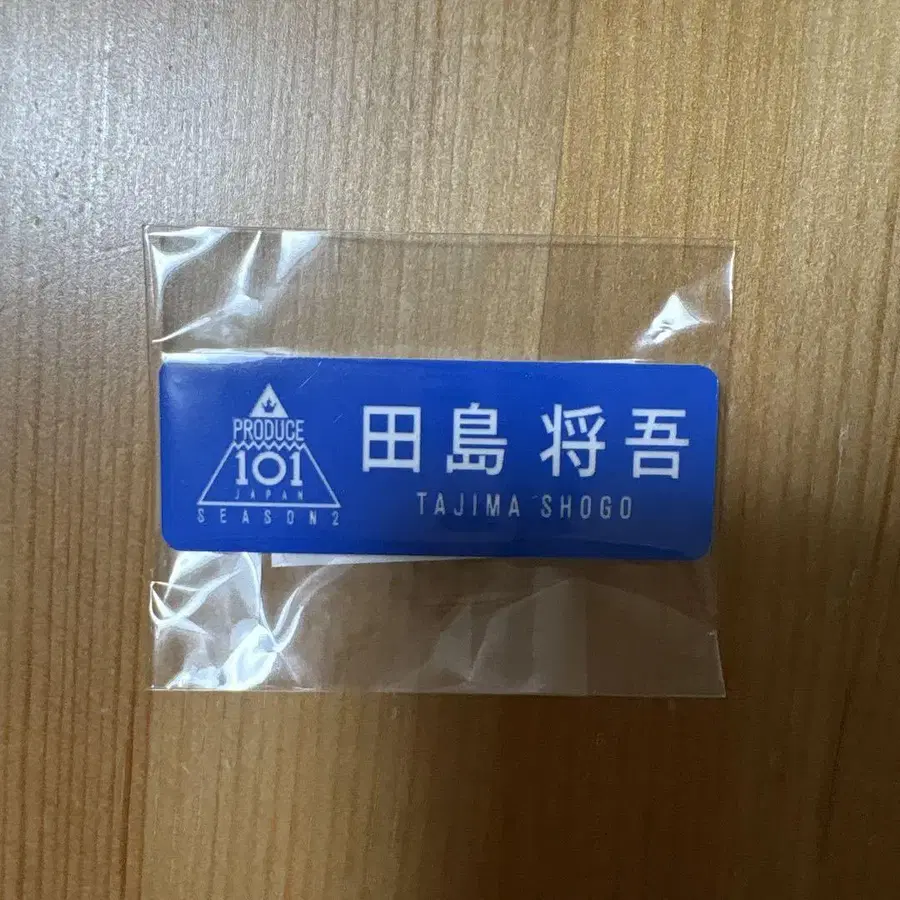 PRODUCE
101
JAPAN
SEASON2
田島 将吾
TAJIMA SHOGO